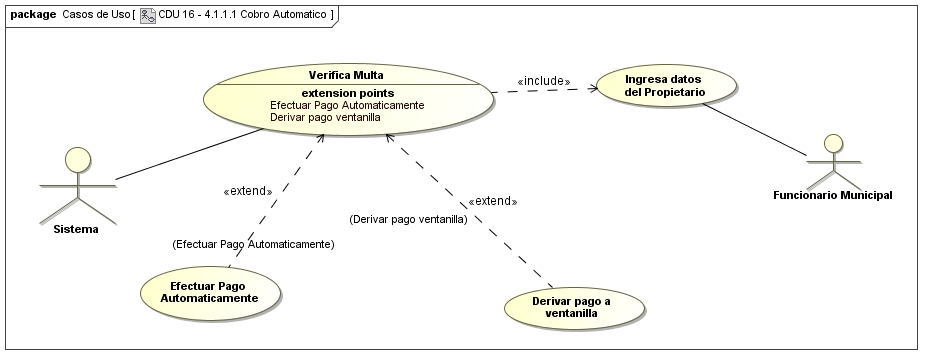 package Casos de Uso [ CDU 16 - 4.1.1.1 Cobro Automatico ]
Verifica Multa
extension points
Efectuar Pago Automaticamente
Derivar pago ventanilla
«include»
Ingresa datos
del Propietario
Sistema
Funcionario Municipal
«extend»
(Efectuar Pago Automaticamente)
«extend»
(Derivar pago ventanilla)
Efectuar Pago
Automaticamente
Derivar pago a
ventanilla